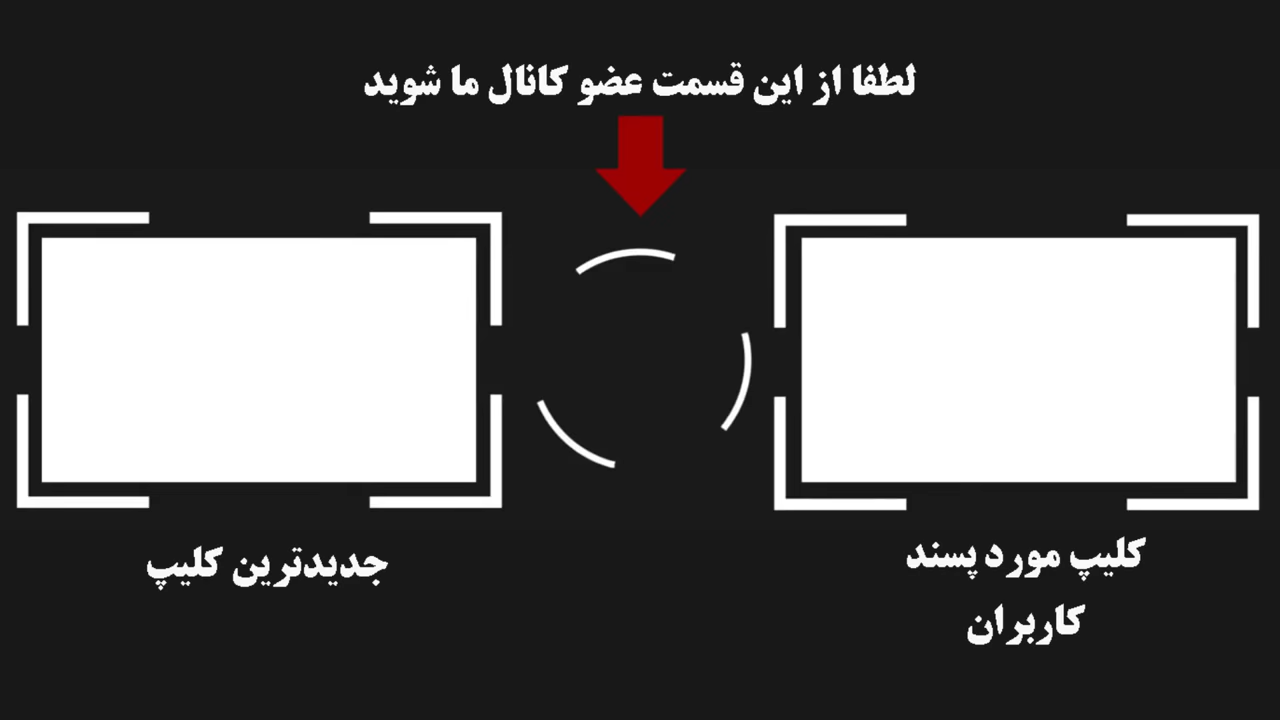 لطفا از این قسمت عضو کانال ما شوید
کلیپ مورد پسند
کاربران
جدیدترین کلیپ